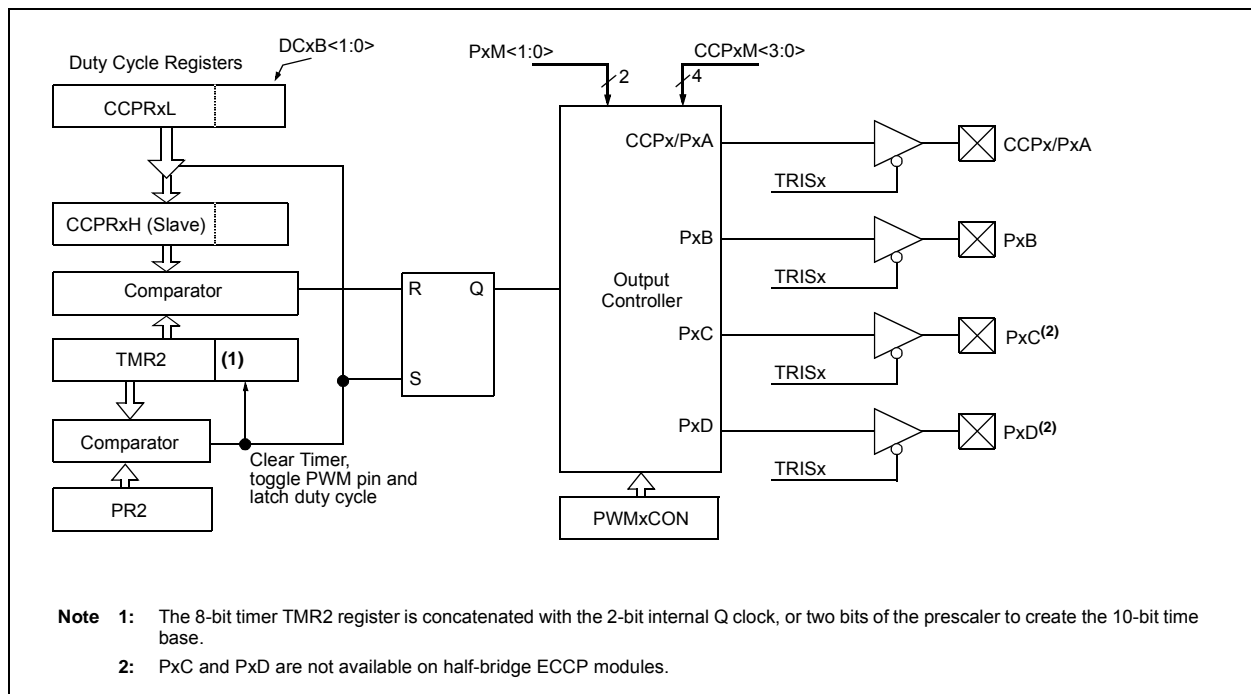 DCxB<1:0>
Duty Cycle Registers
PxM<1:0>
CCPxM<3:0>
2
4
CCPRxL
CCPx/PxA
CCPx/PxA
TRISx
CCPRxH (Slave)
PxB
PxB
TRISx
Comparator
R
Q
Output
Controller
TMR2
(1)
PxC
PxC(2)
TRISx
S
Comparator
PxD
PxD(2)
TRISx
Clear Timer,
toggle PWM pin and
latch duty cycle
PR2
PWMxCON
Note 1: The 8-bit timer TMR2 register is concatenated with the 2-bit internal Q clock, or two bits of the prescaler to create the 10-bit time
base.
2: PxC and PxD are not available on half-bridge ECCP modules.